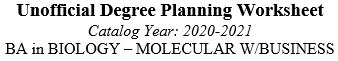 Unofficial Degree Planning Worksheet
Catalog Year: 2020-2021
BA in BIOLOGY – MOLECULAR W/BUSINESS